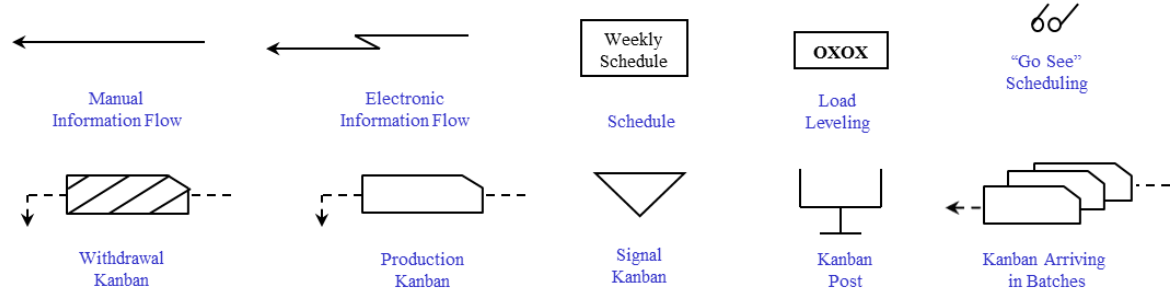 Weekly
Schedule
OXOX
“Go See”
Scheduling
Manual
Information Flow
Electronic
Information Flow
Schedule
Load
Leveling
Withdrawal
Kanban
Production
Kanban
Signal
Kanban
Kanban
Post
Kanban Arriving
in Batches